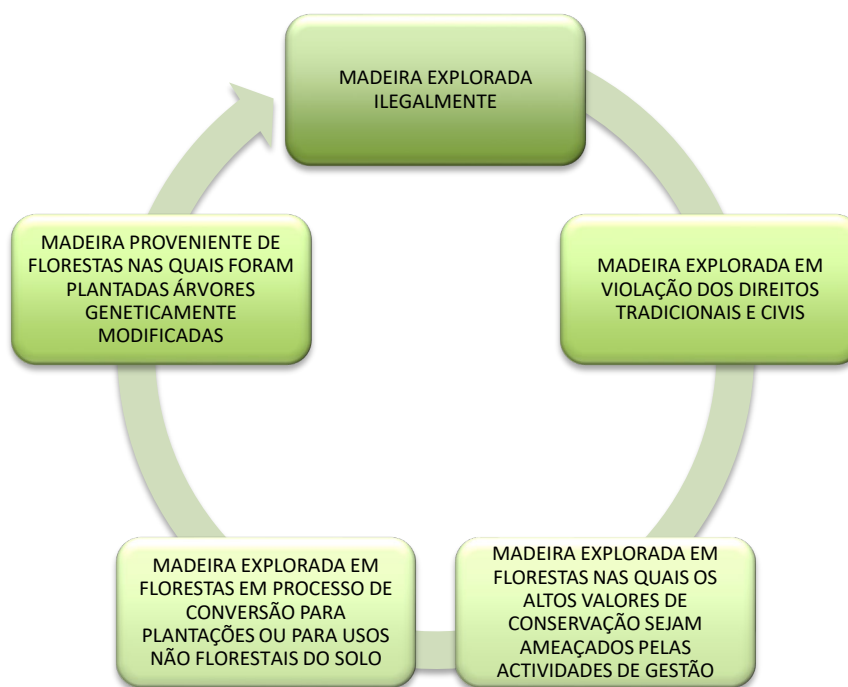 MADEIRA EXPLORADA
ILEGALMENTE
MADEIRA EXPLORADA EM
VIOLAÇÃO DOS DIREITOS
TRADICIONAIS E CIVIS
MADEIRA EXPLORADA EM
FLORESTAS NAS QUAIS OS
ALTOS VALORES DE
CONSERVAÇÃO SEJAM
AMEAÇADOS PELAS
ACTIVIDADES DE GESTÃO
MADEIRA EXPLORADA EM
FLORESTAS EM PROCESSO DE
CONVERSÃO PARA
PLANTAÇÕES OU PARA USOS
NÃO FLORESTAIS DO SOLO
MADEIRA PROVENIENTE DE
FLORESTAS NAS QUAIS FORAM
PLANTADAS ÁRVORES
GENETICAMENTE
MODIFICADAS